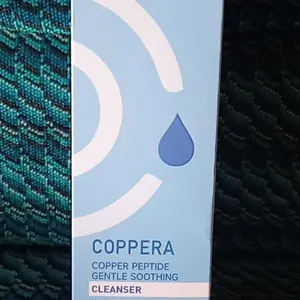 COPPERA
COPPER PEPTIDE
GENTLE SOOTHING
CLEANSER